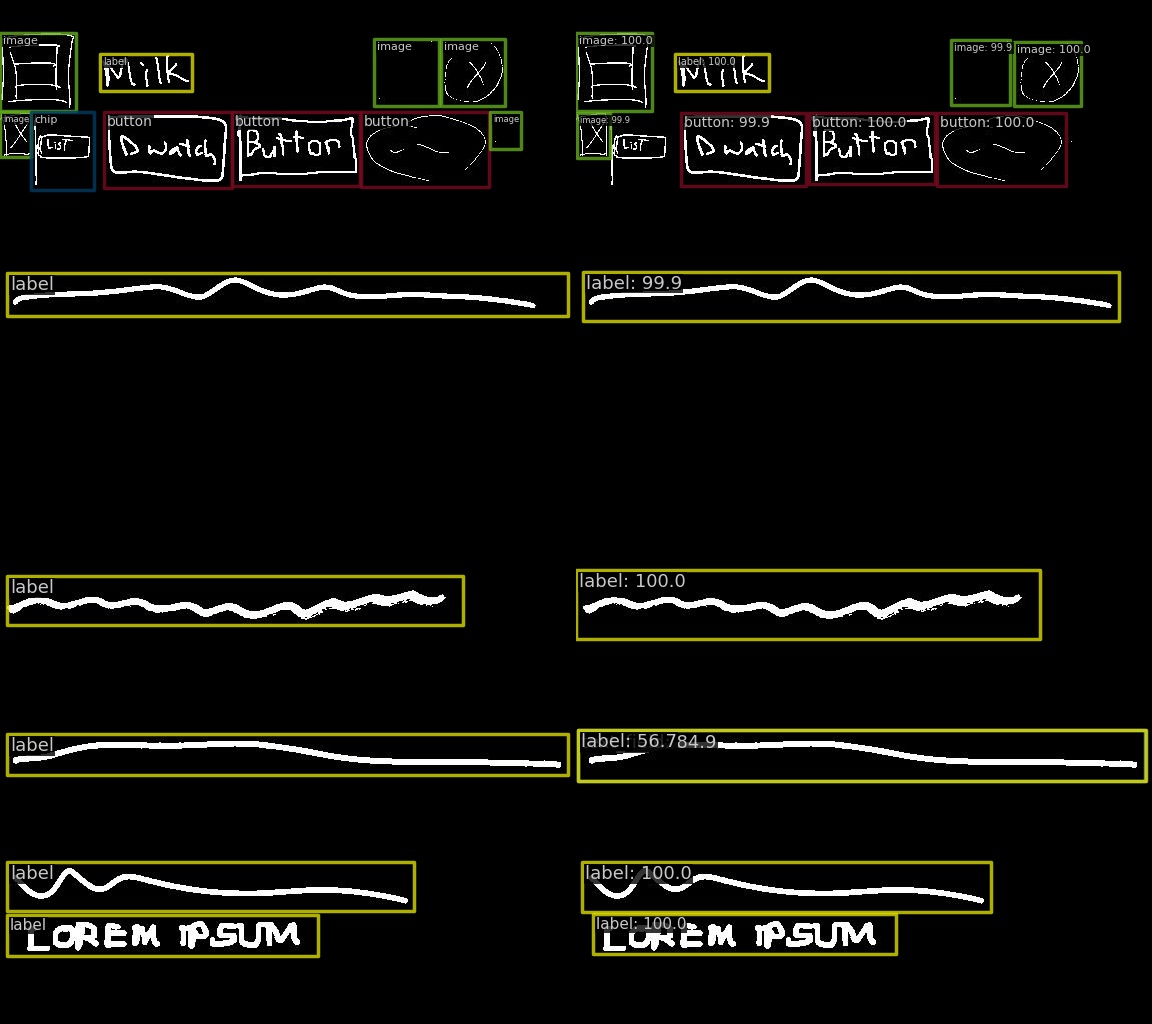 image image: 100.0
label image image label: 100.0 image: 99.9 image: 100.0
Milk X Milk X
image chip button button button image image: 99.9 button: 99.9 button: 100.0 button: 100.0
X LIST D watch Button X LIST D watch Button
label label: 99.9
label label: 100.0
label label: 56.784.9
label label: 100.0
label label: 100.0
LOREM IPSUM LOREM IPSUM